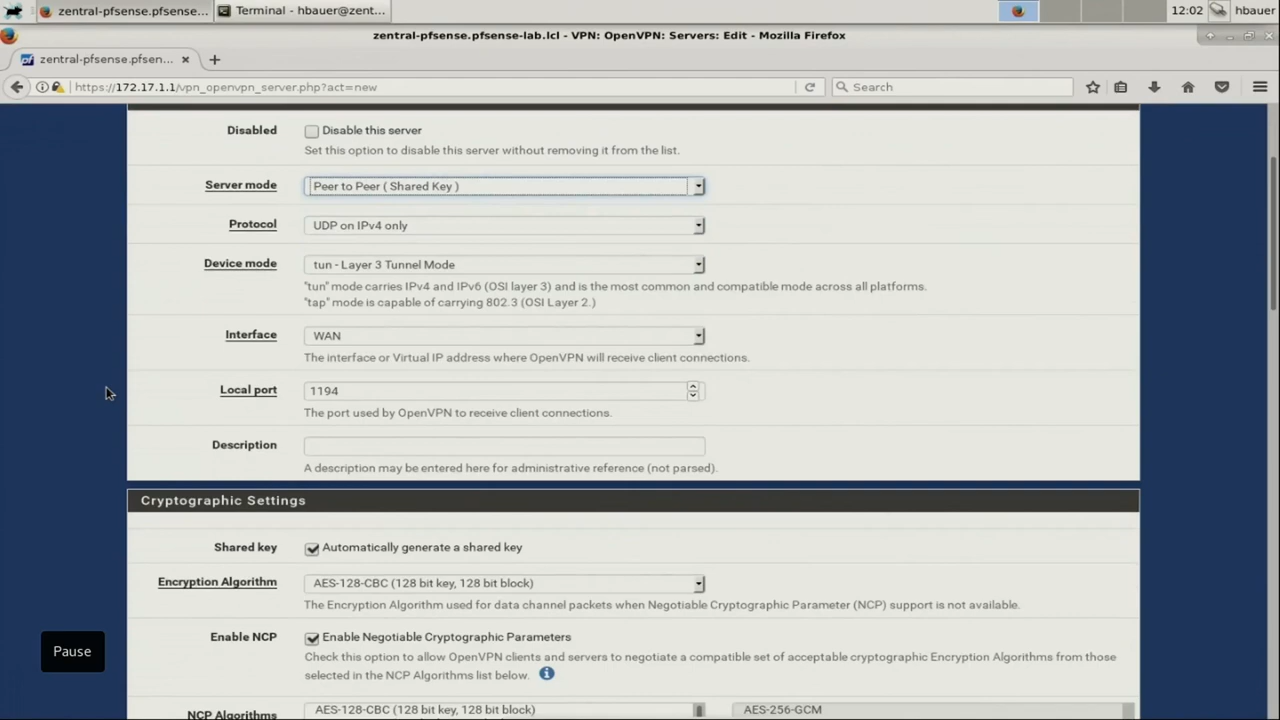 zentral-pfsense.pfsense...
Terminal - hbauer@zent...
12:02
hbauer
zentral-pfsense.pfsense-lab.lcl - VPN: OpenVPN: Servers: Edit - Mozilla Firefox
pf zentral-pfsense.pfsen...
https://172.17.1.1/vpn_openvpn_server.php?act=new
Search
Disabled
Disable this server
Set this option to disable this server without removing it from the list.
Server mode
Peer to Peer ( Shared Key )
Protocol
UDP on IPv4 only
Device mode
tun - Layer 3 Tunnel Mode
"tun" mode carries IPv4 and IPv6 (OSI layer 3) and is the most common and compatible mode across all platforms.
"tap" mode is capable of carrying 802.3 (OSI Layer 2.)
Interface
WAN
The interface or Virtual IP address where OpenVPN will receive client connections.
Local port
1194
The port used by OpenVPN to receive client connections.
Description
A description may be entered here for administrative reference (not parsed).
Cryptographic Settings
Shared key
Automatically generate a shared key
Encryption Algorithm
AES-128-CBC (128 bit key, 128 bit block)
The Encryption Algorithm used for data channel packets when Negotiable Cryptographic Parameter (NCP) support is not available.
Enable NCP
Enable Negotiable Cryptographic Parameters
Check this option to allow OpenVPN clients and servers to negotiate a compatible set of acceptable cryptographic Encryption Algorithms from those
selected in the NCP Algorithms list below.
Pause
NCP Algorithms
AES-128-CBC (128 bit key, 128 bit block)
AES-256-GCM